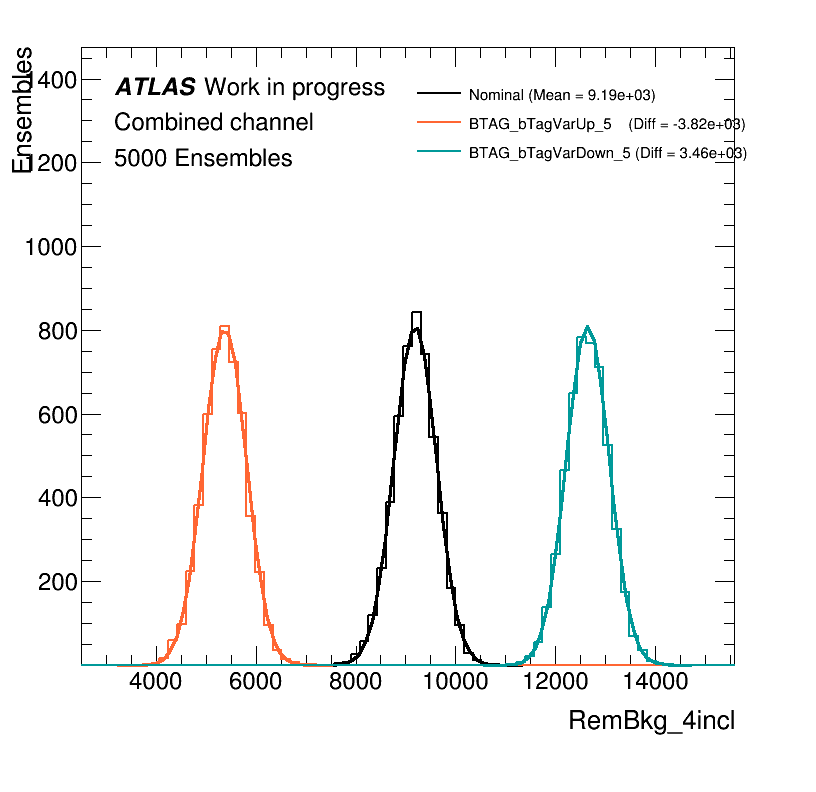 Ensembles
1400
1200
1000
800
600
400
200
ATLAS Work in progress
Combined channel
5000 Ensembles
Nominal (Mean = 9.19e+03)
BTAG_bTagVarUp_5 (Diff = -3.82e+03)
BTAG_bTagVarDown_5 (Diff = 3.46e+03)
4000 6000 8000 10000 12000 14000
RemBkg_4incl